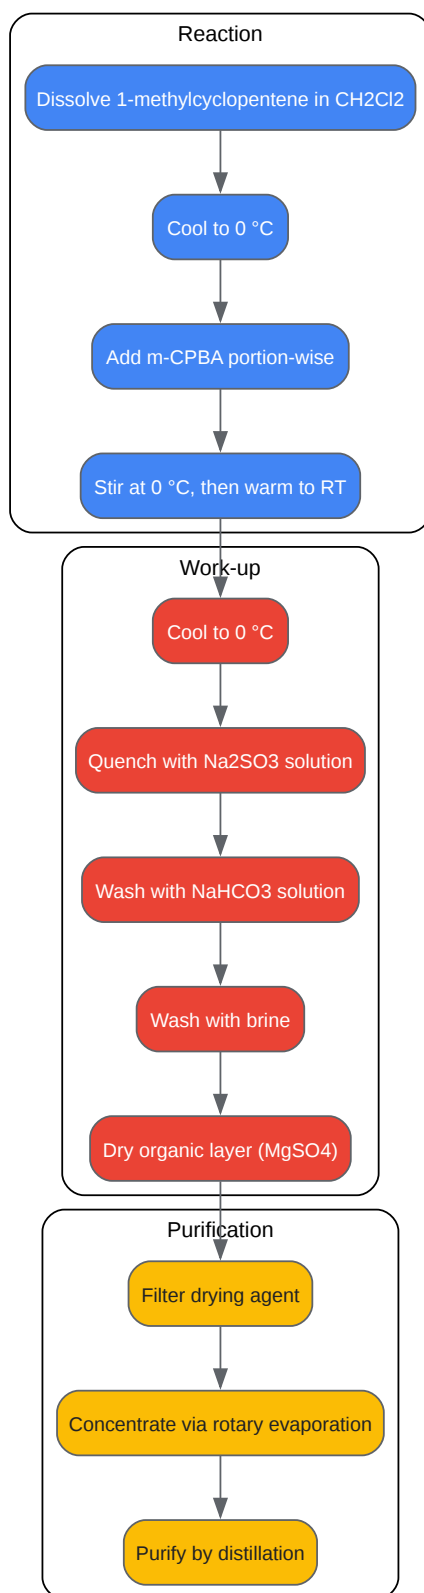 Reaction
Dissolve 1-methylcyclopentene in CH2Cl2
Cool to 0 °C
Add m-CPBA portion-wise
Stir at 0 °C, then warm to RT
Work-up
Cool to 0 °C
Quench with Na2SO3 solution
Wash with NaHCO3 solution
Wash with brine
Dry organic layer (MgSO4)
Purification
Filter drying agent
Concentrate via rotary evaporation
Purify by distillation